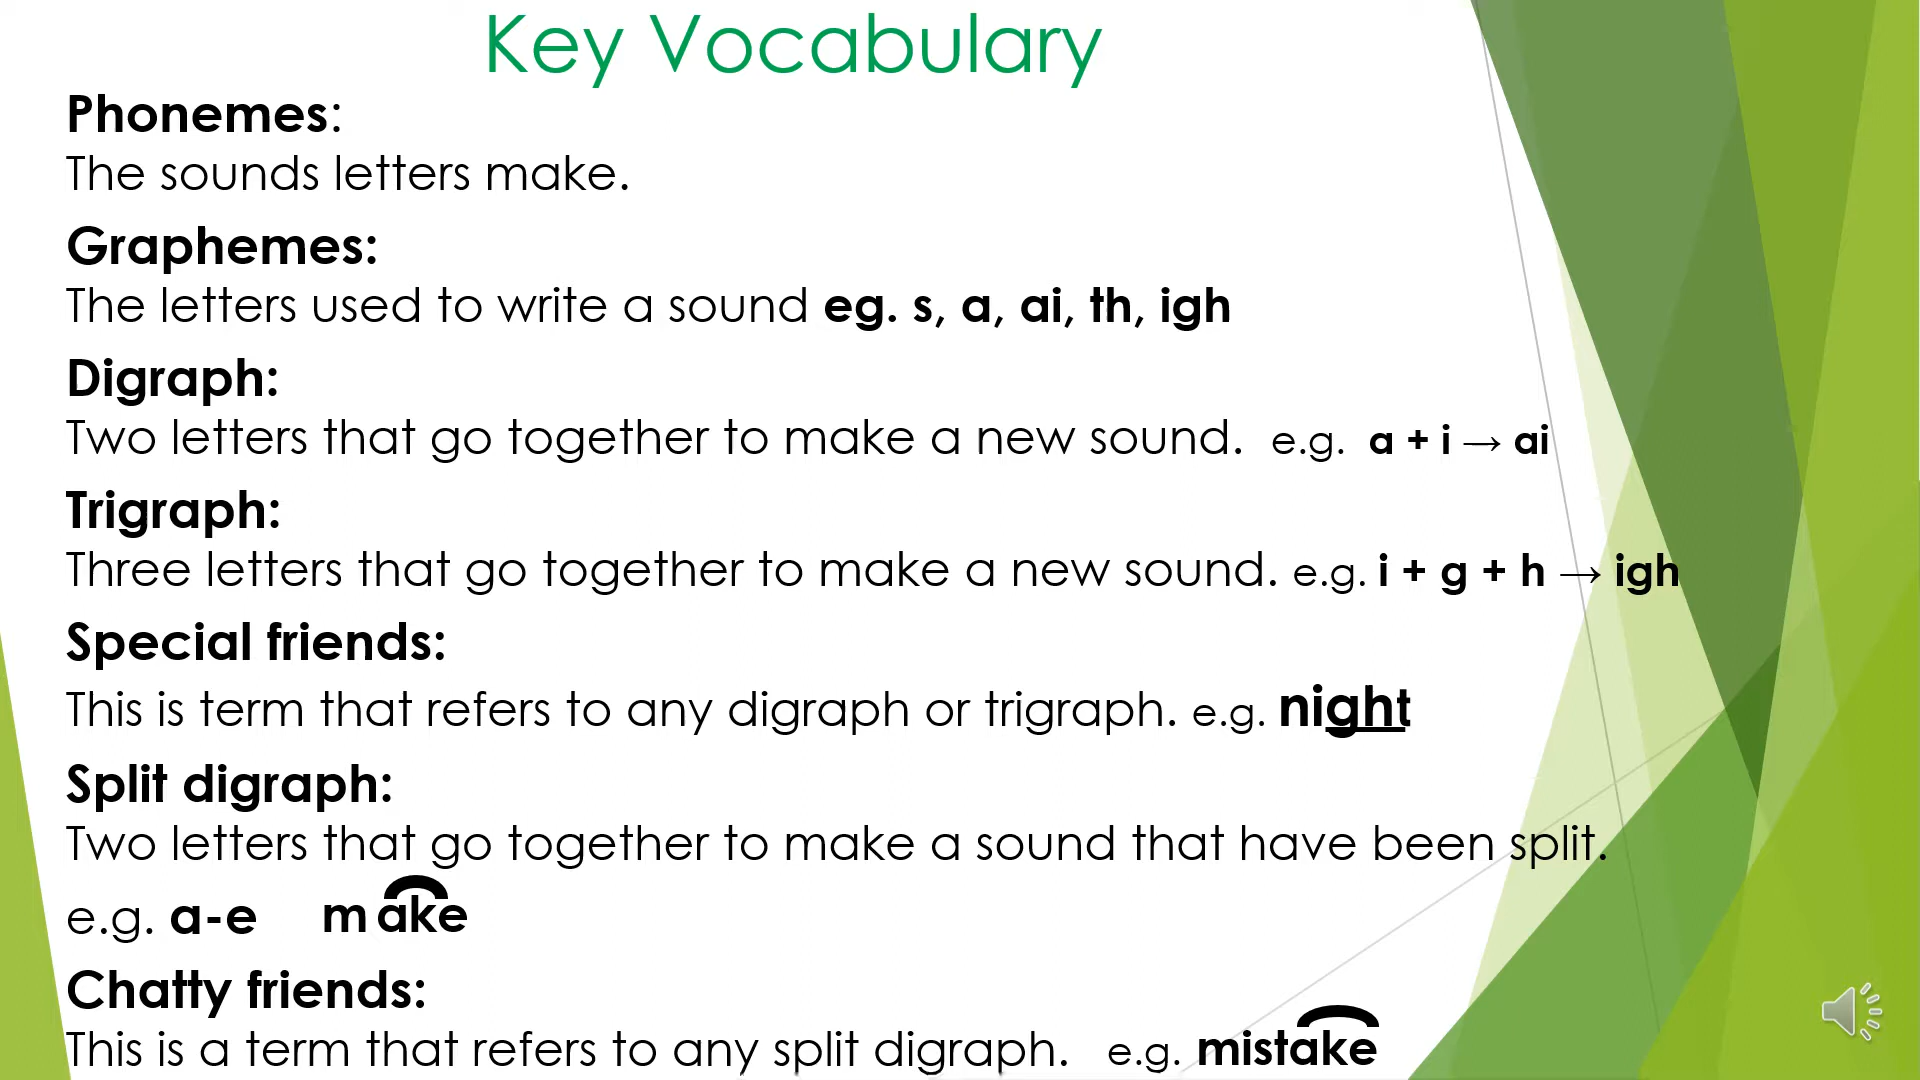 Key Vocabulary
Phonemes:
The sounds letters make.
Graphemes:
The letters used to write a sound eg. s, a, ai, th, igh
Digraph:
Two letters that go together to make a new sound. e.g. a + i → ai
Trigraph:
Three letters that go together to make a new sound. e.g. i + g + h → igh
Special friends:
This is term that refers to any digraph or trigraph. e.g. night
Split digraph:
Two letters that go together to make a sound that have been split.
e.g. a-e m ake
Chatty friends:
This is a term that refers to any split digraph. e.g. mistake